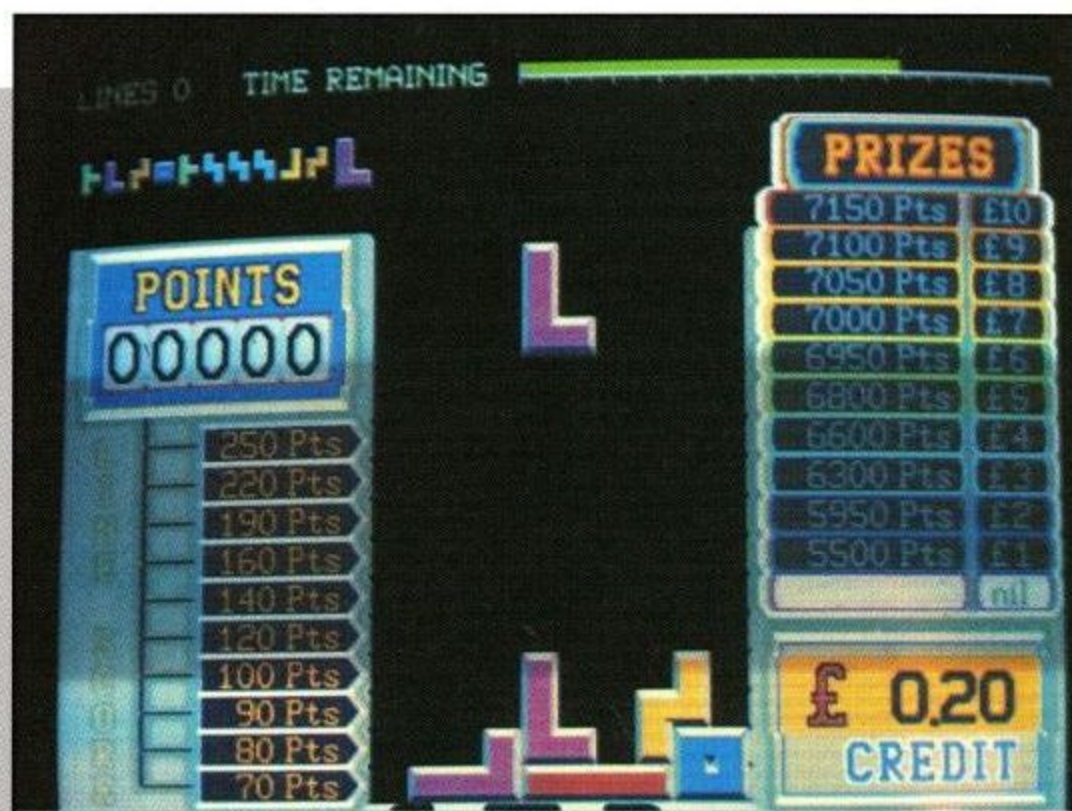 LINES 0
TIME REMAINING
POINTS
00000
250 Pts
220 Pts
190 Pts
160 Pts
140 Pts
120 Pts
100 Pts
90 Pts
80 Pts
70 Pts
PRIZES
7150 Pts £10
7100 Pts £9
7050 Pts £8
7000 Pts £7
6950 Pts £6
6800 Pts £5
6600 Pts £4
6300 Pts £3
5950 Pts £2
5500 Pts £1
nil
£ 0.20
CREDIT